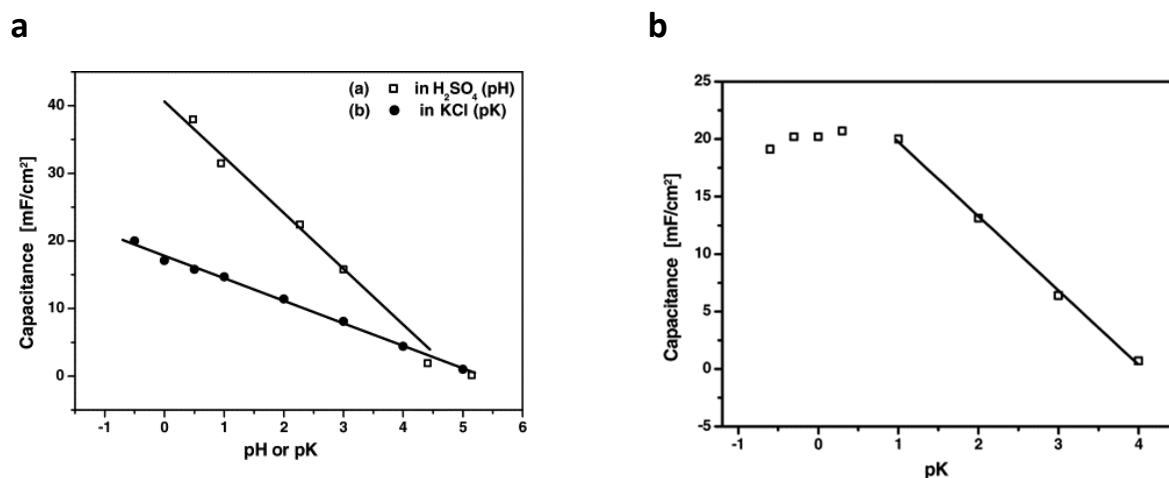 a
b
(a) □ in H₂SO₄ (pH)
(b) ● in KCl (pK)
Capacitance [mF/cm²]
40
30
20
10
0
-1 0 1 2 3 4 5 6
pH or pK
Capacitance [mF/cm²]
25
20
15
10
5
0
-5
-1 0 1 2 3 4
pK